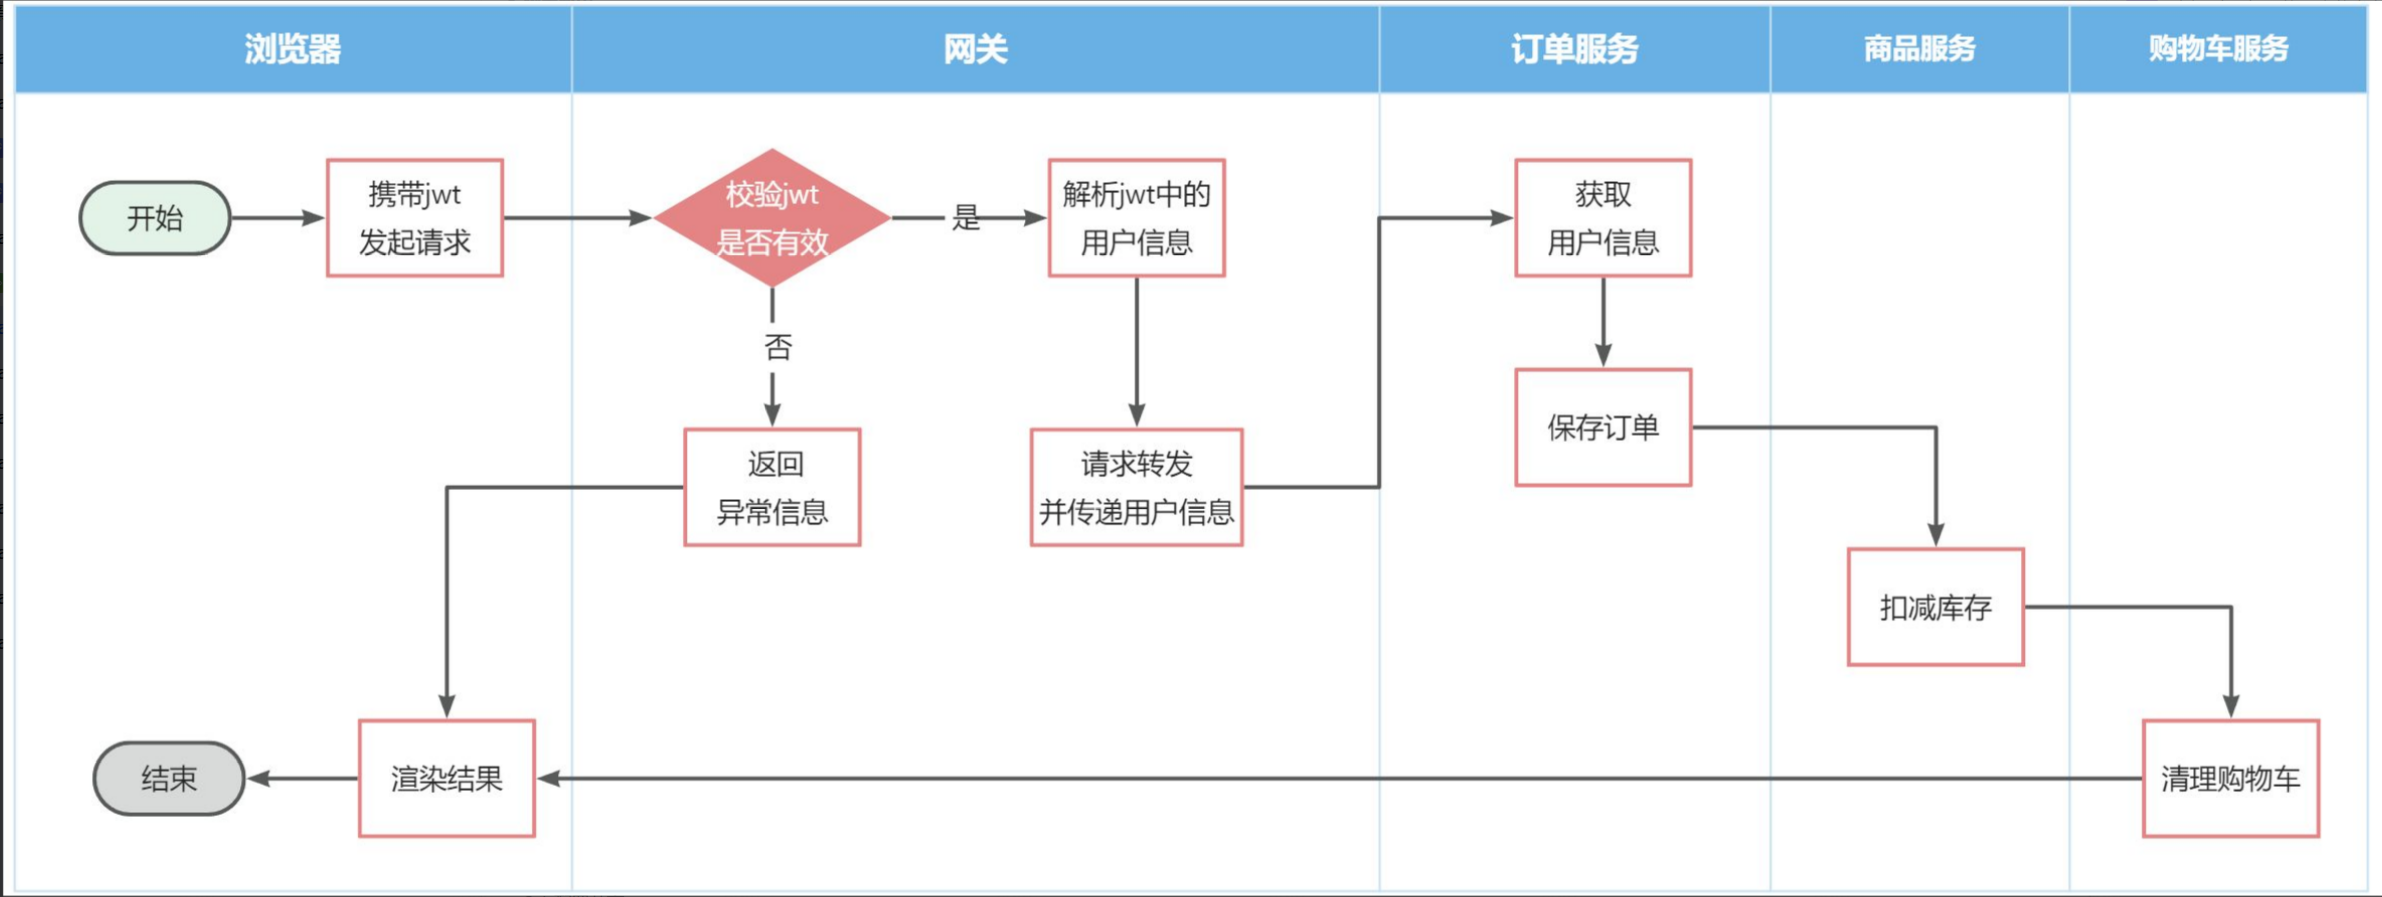 浏览器
网关
订单服务
商品服务
购物车服务
开始
携带jwt
发起请求
校验jwt
是否有效
是
解析jwt中的
用户信息
获取
用户信息
否
返回
异常信息
请求转发
并传递用户信息
保存订单
扣减库存
结束
渲染结果
清理购物车